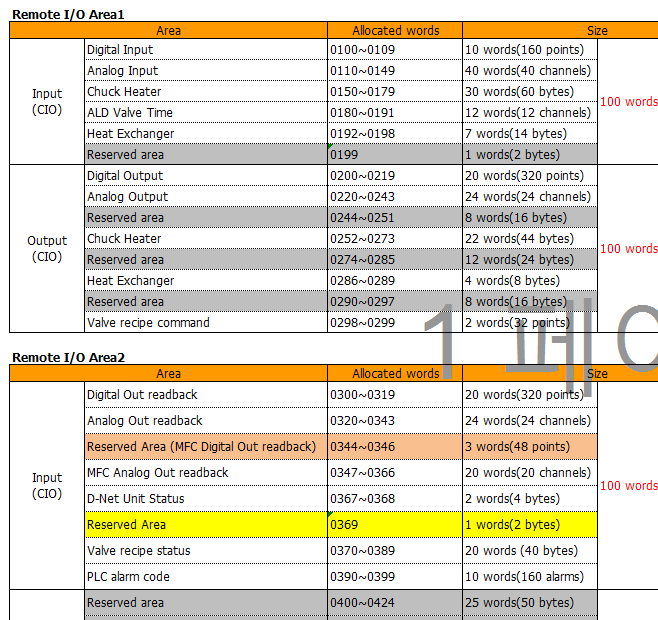 Remote I/O Area1
Area Allocated words Size
Input (CIO) Digital Input 0100~0109 10 words(160 points) 100 words
Analog Input 0110~0149 40 words(40 channels)
Chuck Heater 0150~0179 30 words(60 bytes)
ALD Valve Time 0180~0191 12 words(12 channels)
Heat Exchanger 0192~0198 7 words(14 bytes)
Reserved area 0199 1 words(2 bytes)
Output (CIO) Digital Output 0200~0219 20 words(320 points) 100 words
Analog Output 0220~0243 24 words(24 channels)
Reserved area 0244~0251 8 words(16 bytes)
Chuck Heater 0252~0273 22 words(44 bytes)
Reserved area 0274~0285 12 words(24 bytes)
Heat Exchanger 0286~0289 4 words(8 bytes)
Reserved area 0290~0297 8 words(16 bytes)
Valve recipe command 0298~0299 2 words(32 points)
1 페
Remote I/O Area2
Area Allocated words Size
Input (CIO) Digital Out readback 0300~0319 20 words(320 points) 100 words
Analog Out readback 0320~0343 24 words(24 channels)
Reserved Area (MFC Digital Out readback) 0344~0346 3 words(48 points)
MFC Analog Out readback 0347~0366 20 words(20 channels)
D-Net Unit Status 0367~0368 2 words(4 bytes)
Reserved Area 0369 1 words(2 bytes)
Valve recipe status 0370~0389 20 words (40 bytes)
PLC alarm code 0390~0399 10 words(160 alarms)
Reserved area 0400~0424 25 words(50 bytes)